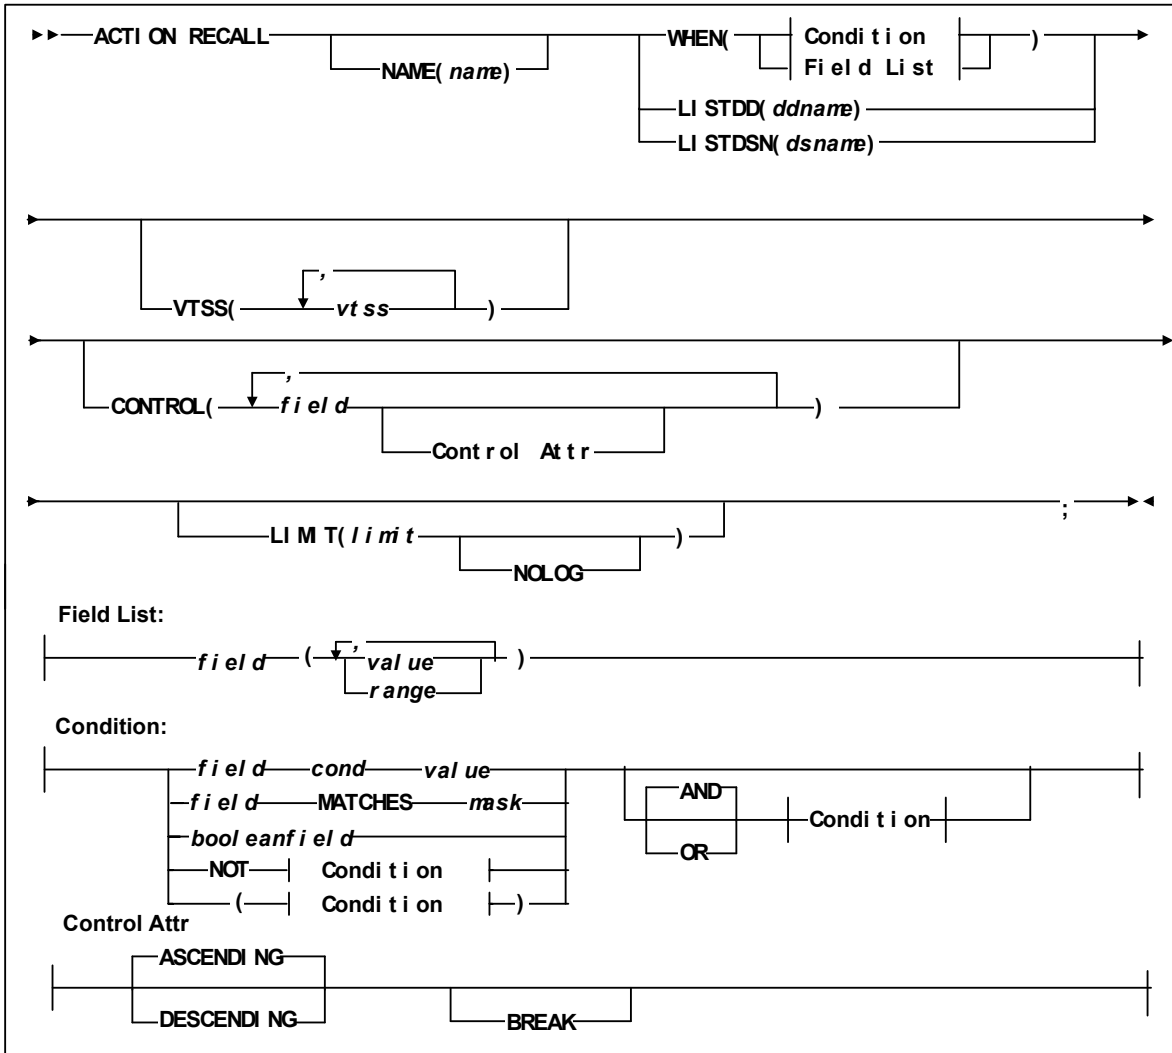 ACTION RECALL
NAME(name)
WHEN(
Condition
Field List
)
LISTDD(ddname)
LISTDSN(dsname)
VTSS(
,
vtss
)
CONTROL(
,
field
Control Attr
)
LIMIT(limit
NOLOG
)
;
Field List:
field
(
,
value
range
)
Condition:
field cond value
field MATCHES mask
booleanfield
NOT Condition
( Condition )
AND
OR
Condition
Control Attr
ASCENDING
DESCENDING
BREAK